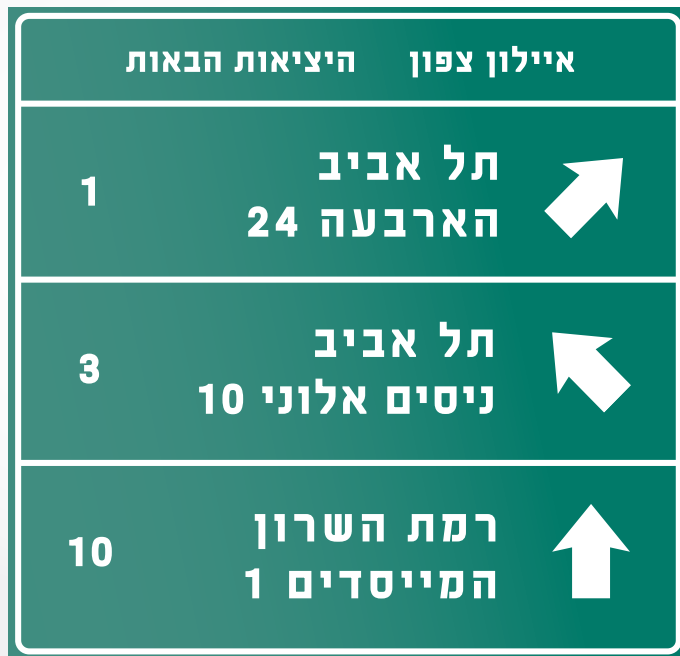 איילון צפון היציאות הבאות
תל אביב
הארבעה 24
1
תל אביב
ניסים אלוני 10
3
רמת השרון
המייסדים 1
10